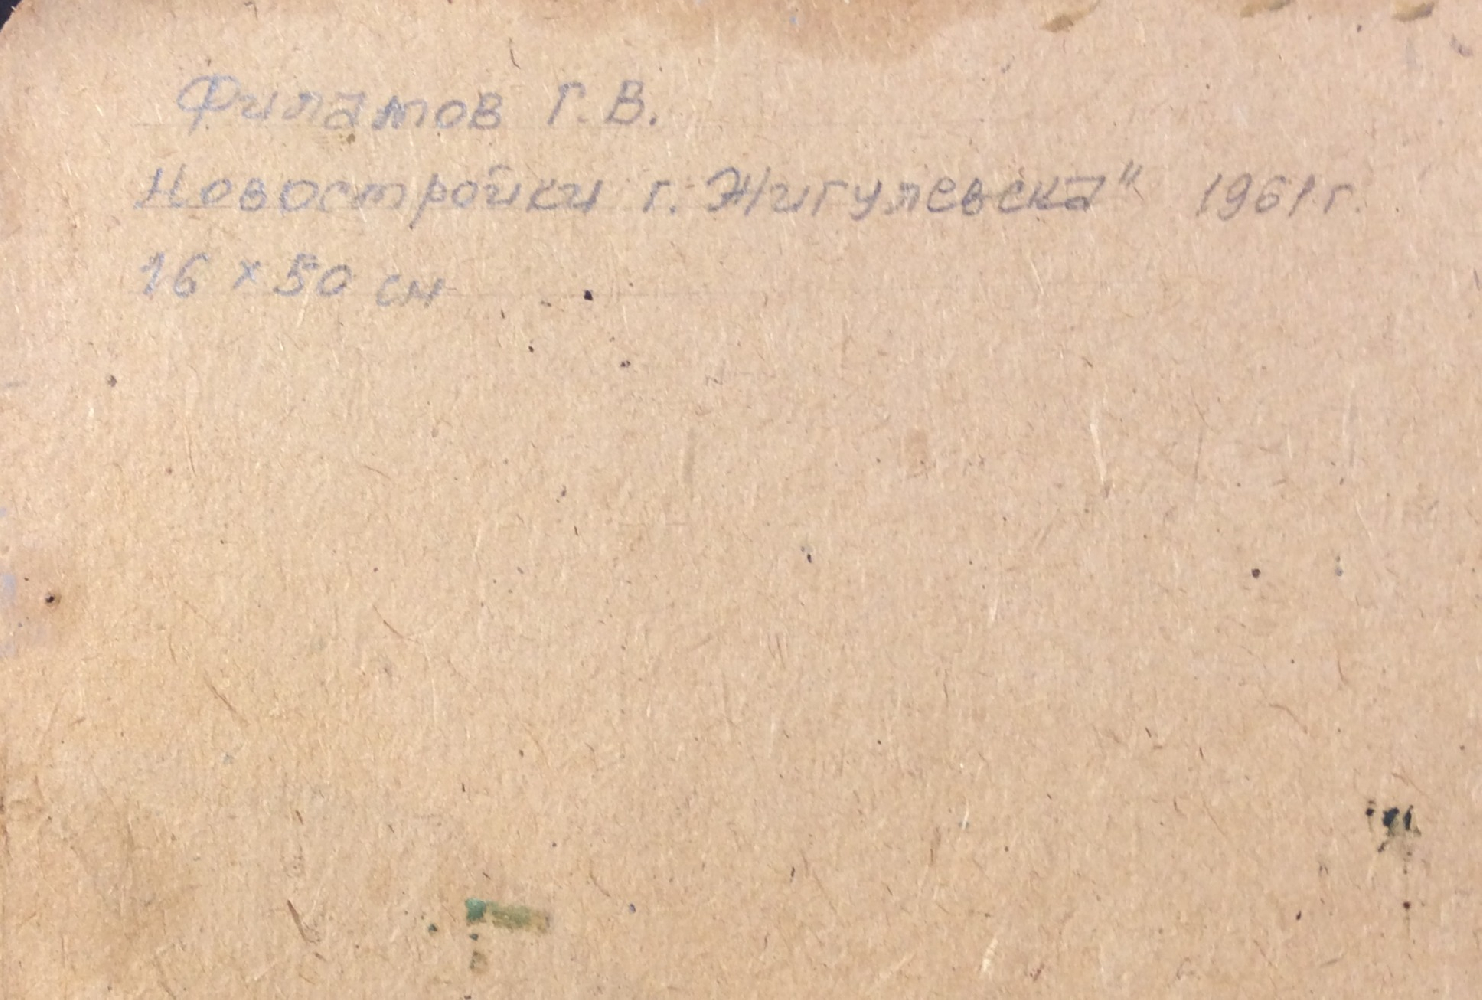 Филатов Г.В.
Новостройки г. Жигулевска" 1961 г.
16 х 50 см